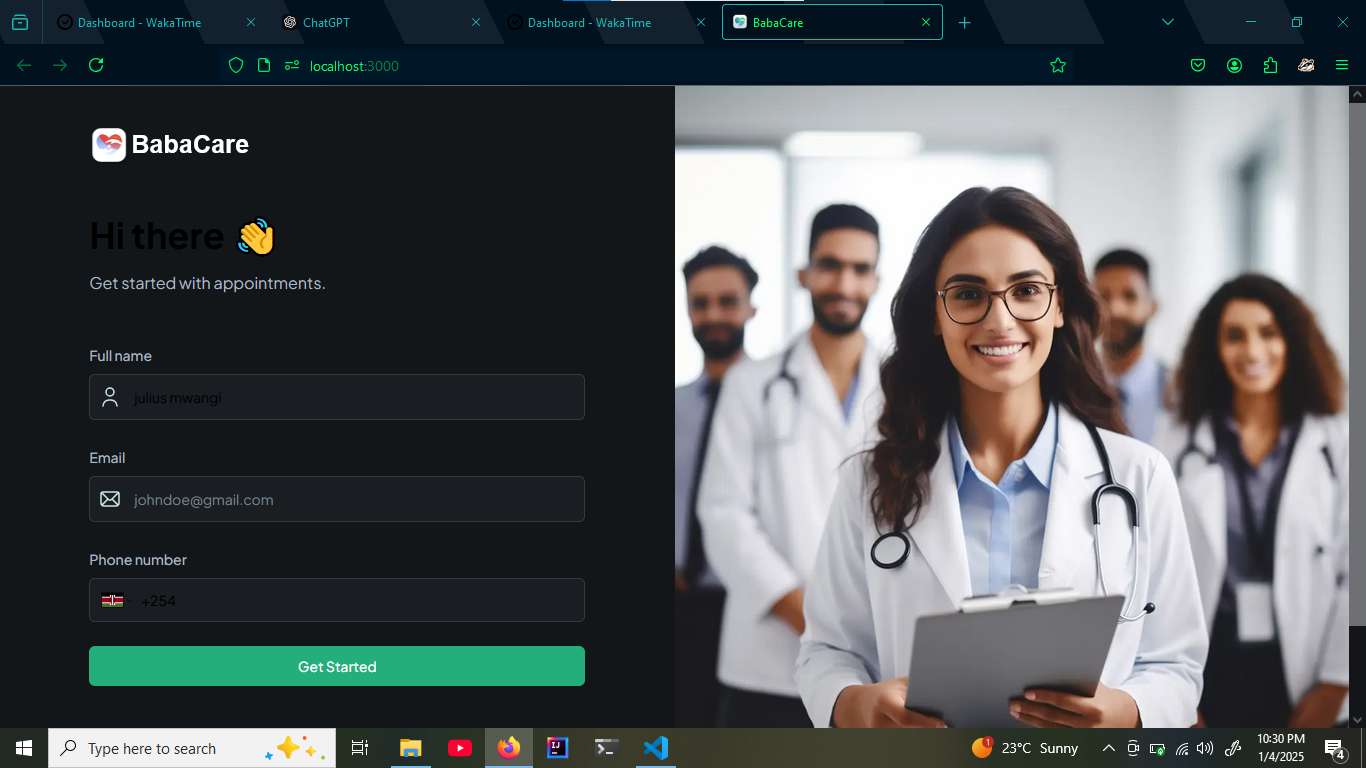 Dashboard - WakaTime
ChatGPT
Dashboard - WakaTime
BabaCare
localhost:3000
BabaCare
Hi there 👋
Get started with appointments.
Full name
julius mwangi
Email
johndoe@gmail.com
Phone number
+254
Get Started
Type here to search
1
23°C Sunny
10:30 PM
1/4/2025
4